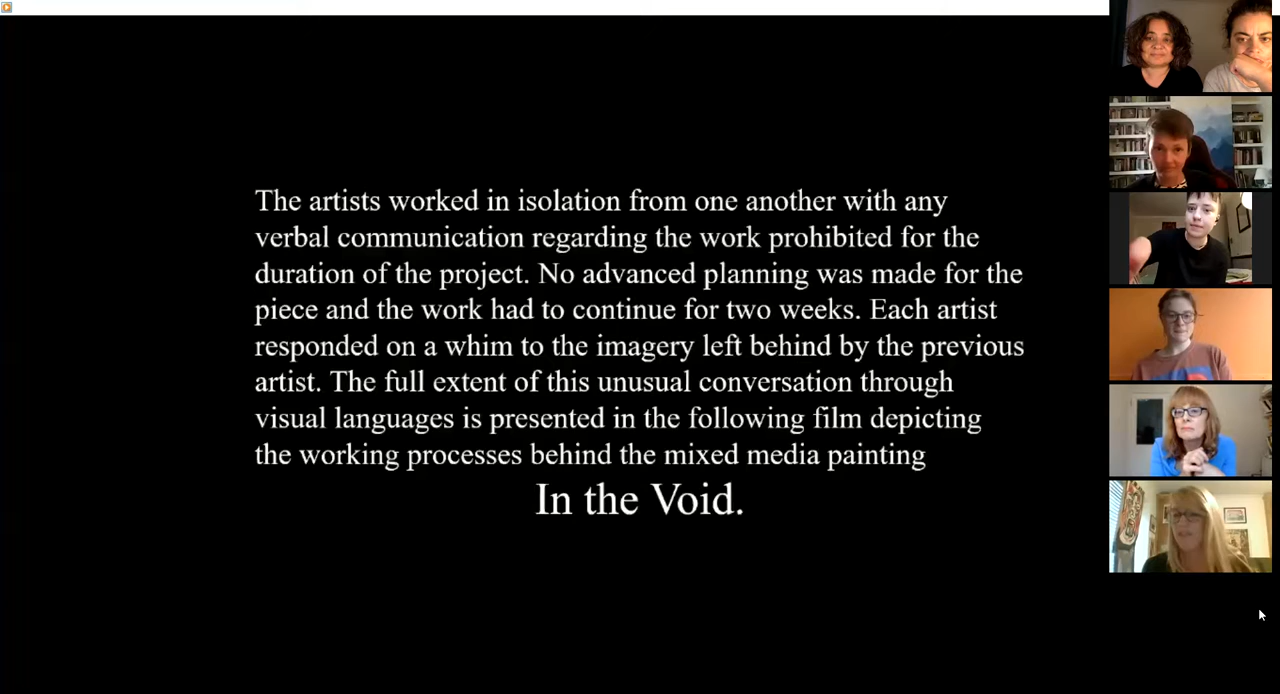 The artists worked in isolation from one another with any
verbal communication regarding the work prohibited for the
duration of the project. No advanced planning was made for the
piece and the work had to continue for two weeks. Each artist
responded on a whim to the imagery left behind by the previous
artist. The full extent of this unusual conversation through
visual languages is presented in the following film depicting
the working processes behind the mixed media painting
In the Void.